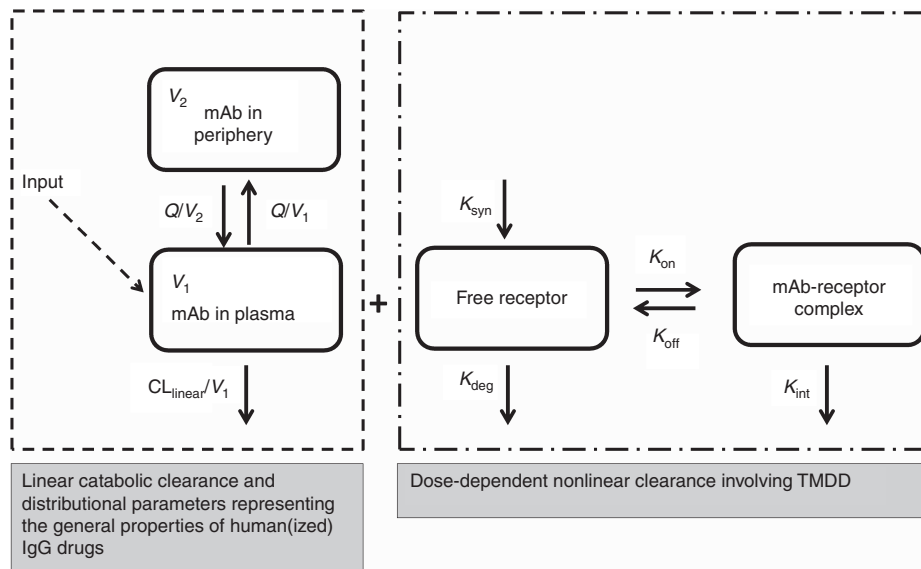 V2
mAb in
periphery
Input
Q/V2
Q/V1
V1
mAb in plasma
CLlinear/V1
+
Ksyn
Free receptor
Kdeg
Kon
Koff
mAb-receptor
complex
Kint
Linear catabolic clearance and
distributional parameters representing
the general properties of human(ized)
IgG drugs
Dose-dependent nonlinear clearance involving TMDD